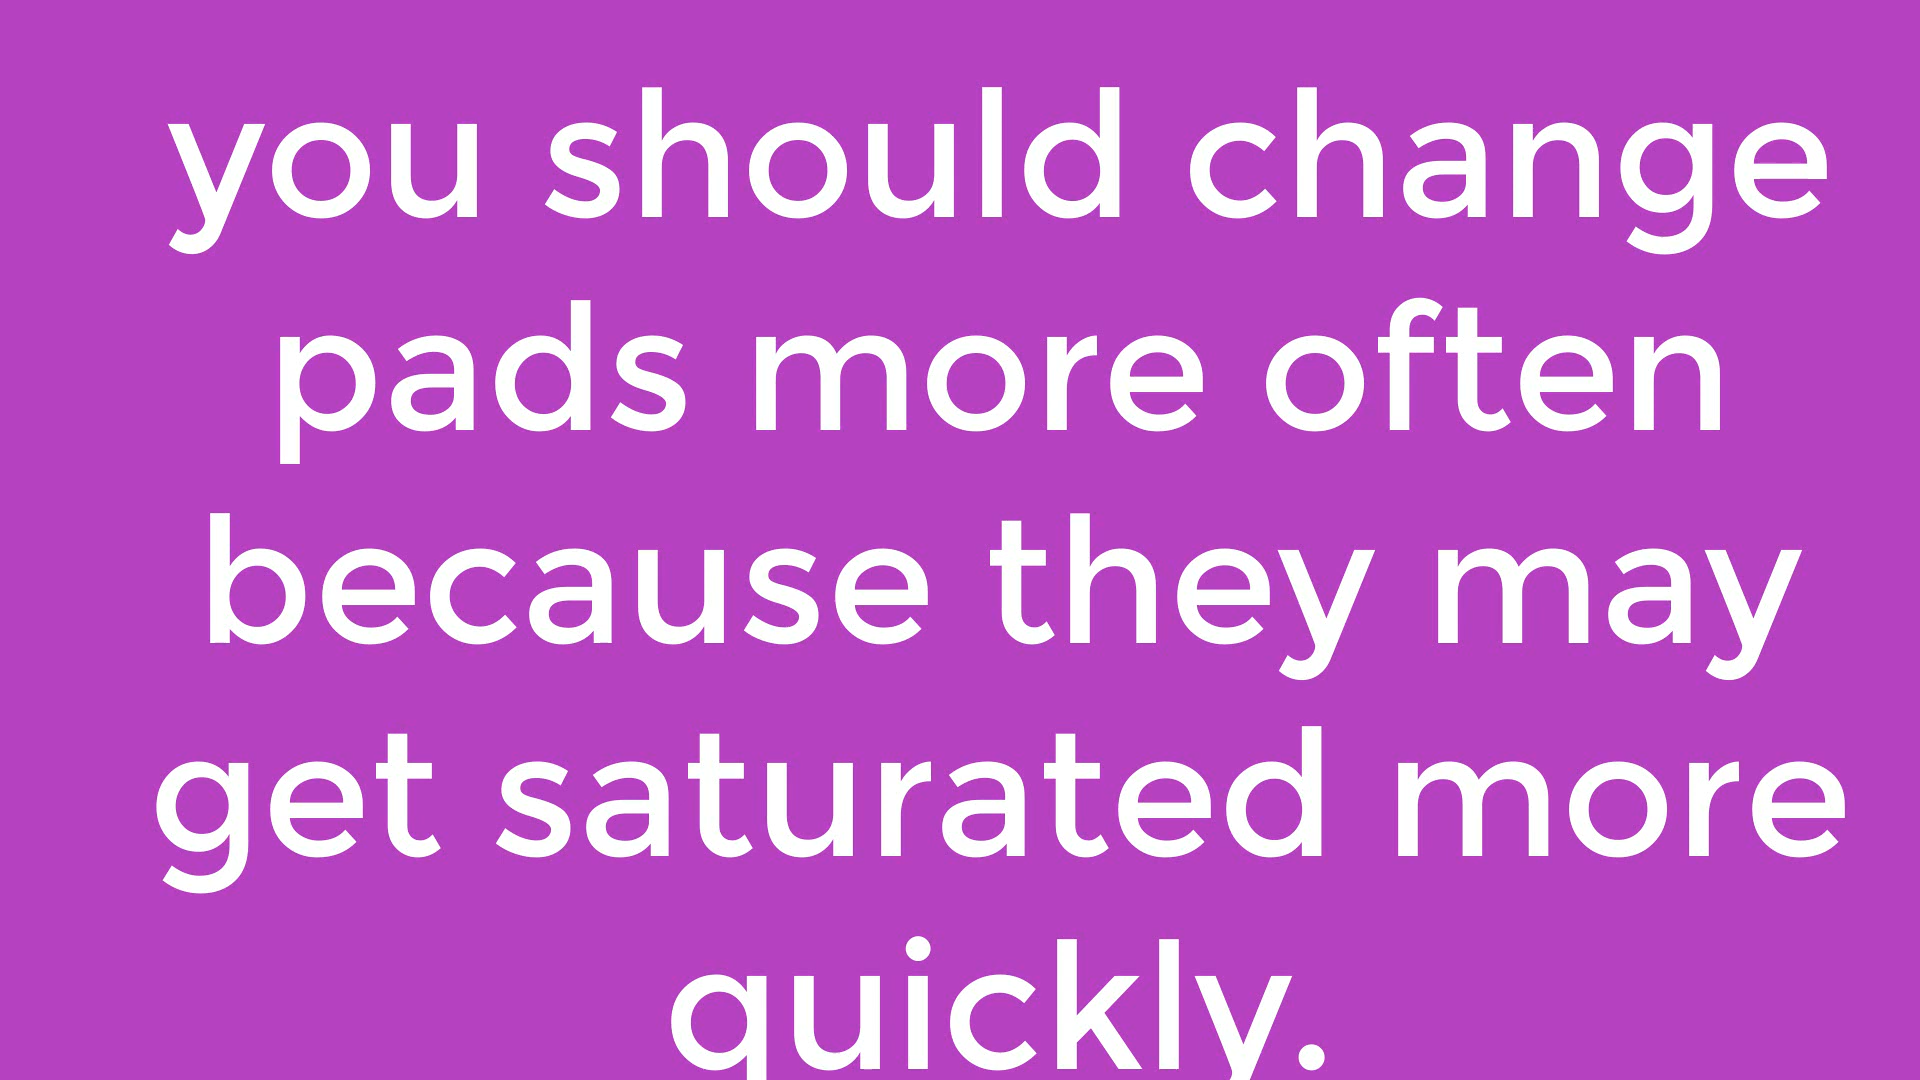 you should change
pads more often
because they may
get saturated more
quickly.